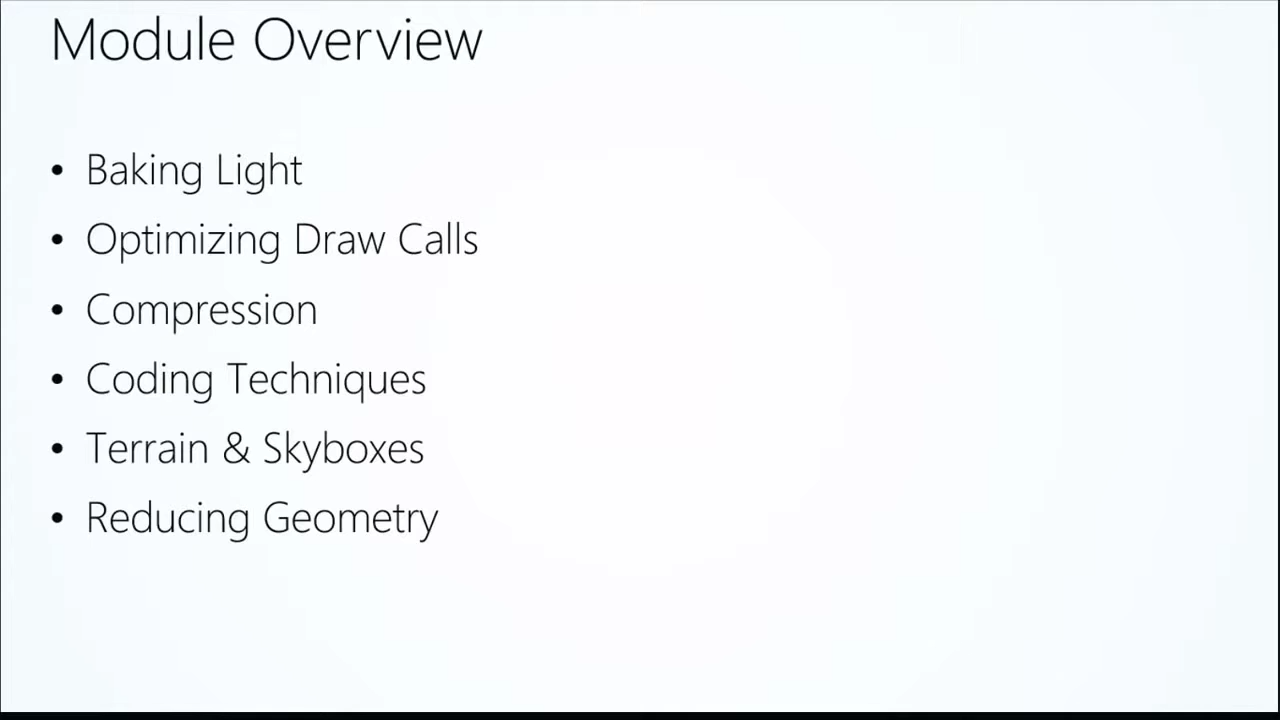 Module Overview
• Baking Light
• Optimizing Draw Calls
• Compression
• Coding Techniques
• Terrain & Skyboxes
• Reducing Geometry